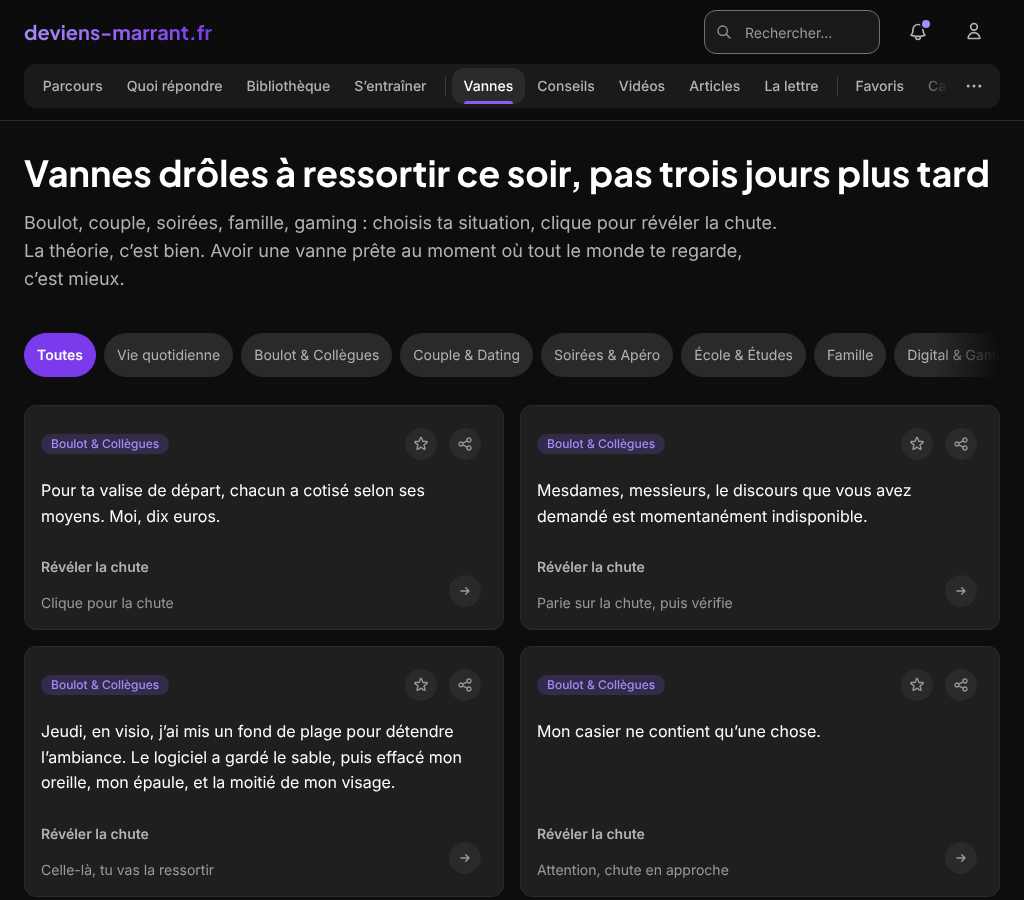 deviens-marrant.fr
Rechercher...
Parcours Quoi répondre Bibliothèque S’entraîner Vannes Conseils Vidéos Articles La lettre Favoris
Vannes drôles à ressortir ce soir, pas trois jours plus tard
Boulot, couple, soirées, famille, gaming : choisis ta situation, clique pour révéler la chute.
La théorie, c’est bien. Avoir une vanne prête au moment où tout le monde te regarde,
c’est mieux.
Toutes Vie quotidienne Boulot & Collègues Couple & Dating Soirées & Apéro École & Études Famille Digital &
Boulot & Collègues
Pour ta valise de départ, chacun a cotisé selon ses
moyens. Moi, dix euros.
Révéler la chute
Clique pour la chute
Boulot & Collègues
Mesdames, messieurs, le discours que vous avez
demandé est momentanément indisponible.
Révéler la chute
Parie sur la chute, puis vérifie
Boulot & Collègues
Jeudi, en visio, j’ai mis un fond de plage pour détendre
l’ambiance. Le logiciel a gardé le sable, puis effacé mon
oreille, mon épaule, et la moitié de mon visage.
Révéler la chute
Celle-là, tu vas la ressortir
Boulot & Collègues
Mon casier ne contient qu’une chose.
Révéler la chute
Attention, chute en approche